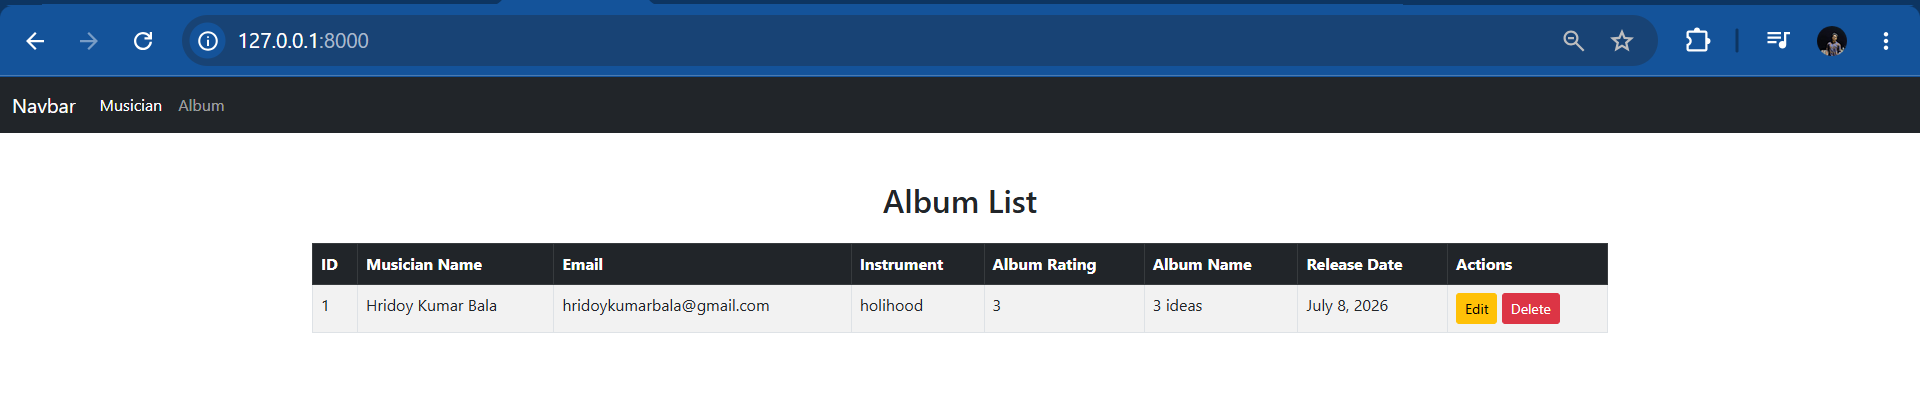 127.0.0.1:8000
Navbar Musician Album
Album List
ID Musician Name Email Instrument Album Rating Album Name Release Date Actions
1 Hridoy Kumar Bala hridoykumarbala@gmail.com holihood 3 3 ideas July 8, 2026 Edit Delete